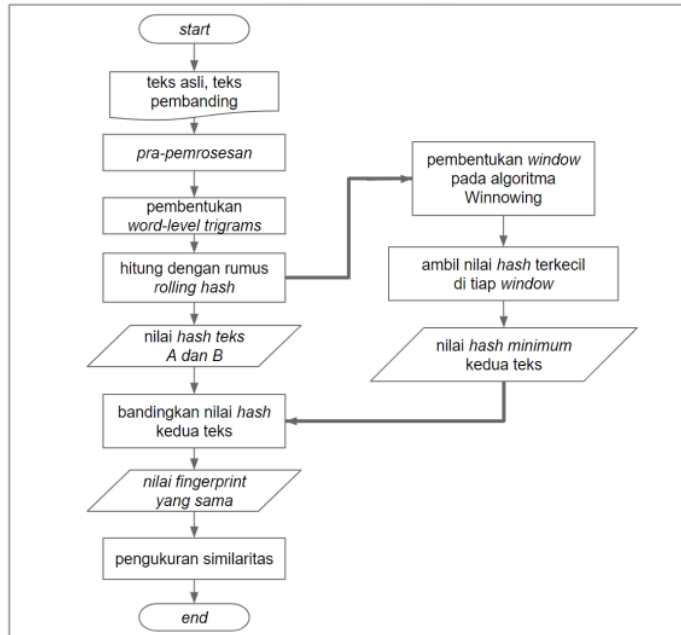 start
teks asli, teks
pembanding
pra-pemrosesan
pembentukan
word-level trigrams
hitung dengan rumus
rolling hash
nilai hash teks
A dan B
bandingkan nilai hash
kedua teks
nilai fingerprint
yang sama
pengukuran similaritas
end
pembentukan window
pada algoritma
Winnowing
ambil nilai hash terkecil
di tiap window
nilai hash minimum
kedua teks